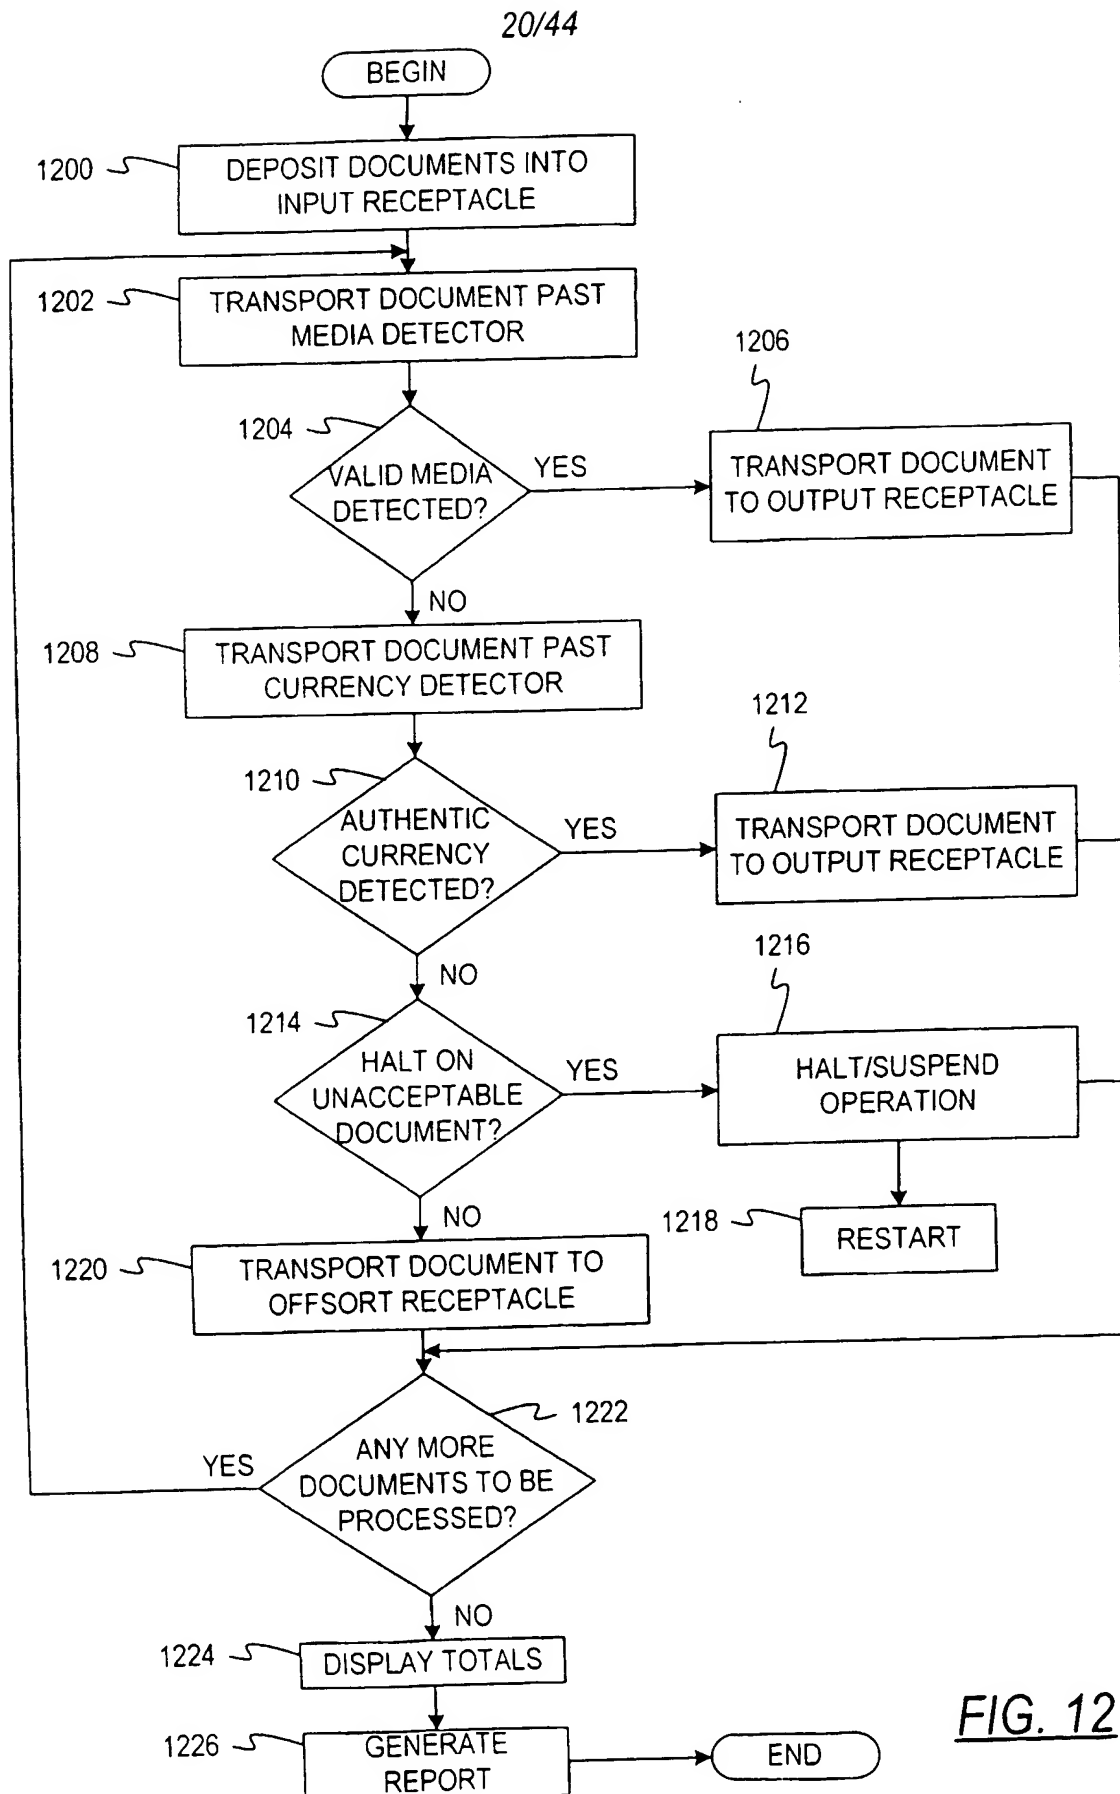 20/44
BEGIN
1200
DEPOSIT DOCUMENTS INTO
INPUT RECEPTACLE
1202
TRANSPORT DOCUMENT PAST
MEDIA DETECTOR
1204
VALID MEDIA
DETECTED?
YES
1206
TRANSPORT DOCUMENT
TO OUTPUT RECEPTACLE
NO
1208
TRANSPORT DOCUMENT PAST
CURRENCY DETECTOR
1210
AUTHENTIC
CURRENCY
DETECTED?
YES
1212
TRANSPORT DOCUMENT
TO OUTPUT RECEPTACLE
NO
1214
HALT ON
UNACCEPTABLE
DOCUMENT?
YES
1216
HALT/SUSPEND
OPERATION
1218
RESTART
NO
1220
TRANSPORT DOCUMENT TO
OFFSORT RECEPTACLE
1222
ANY MORE
DOCUMENTS TO BE
PROCESSED?
YES
NO
1224
DISPLAY TOTALS
1226
GENERATE
REPORT
END
FIG. 12